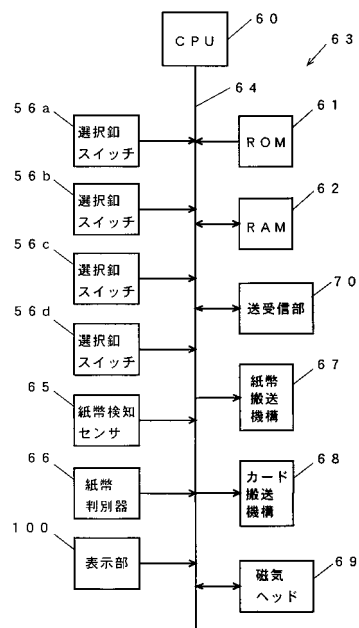 60
CPU
63
64
56a
選択釦
スイッチ
61
ROM
56b
選択釦
スイッチ
62
RAM
56c
選択釦
スイッチ
70
送受信部
56d
選択釦
スイッチ
67
紙幣
搬送
機構
65
紙幣検知
センサ
68
カード
搬送
機構
66
紙幣
判別器
100
表示部
69
磁気
ヘッド